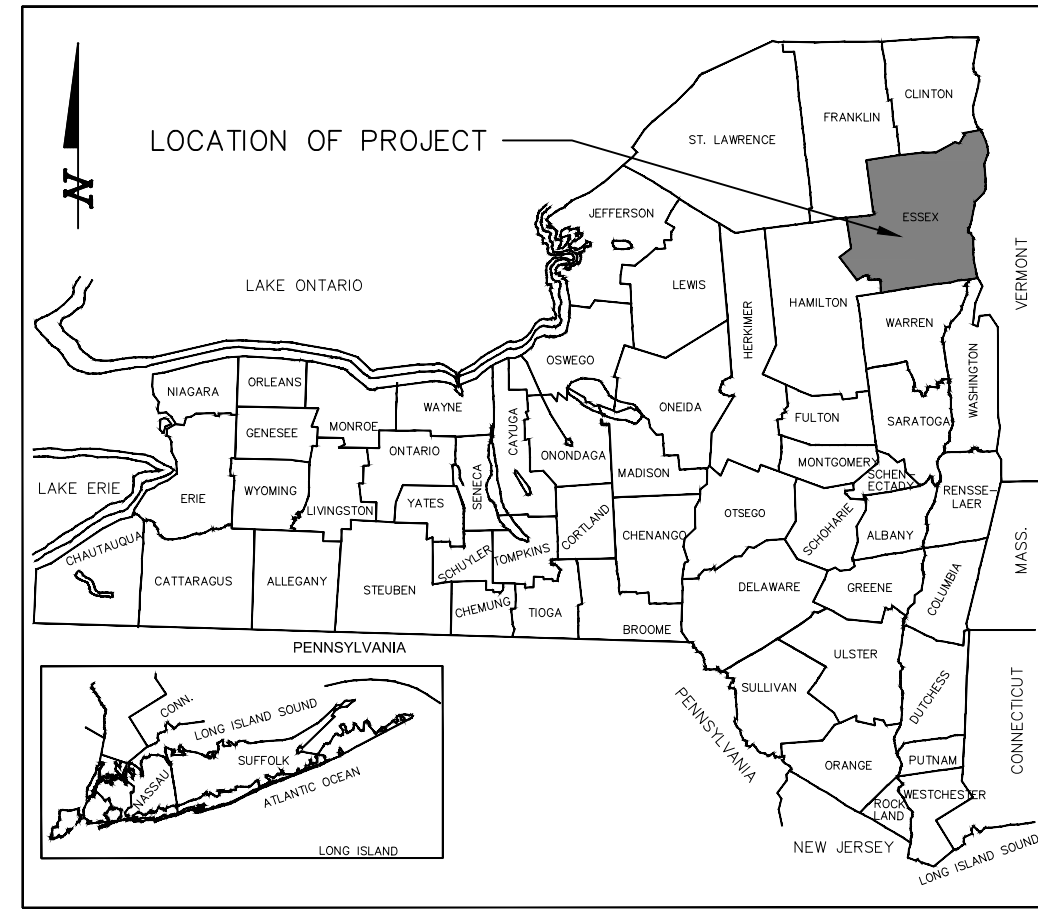 CLINTON
FRANKLIN
ST. LAWRENCE
LOCATION OF PROJECT
N
JEFFERSON
ESSEX
VERMONT
LAKE ONTARIO
LEWIS
HERKIMER
HAMILTON
WARREN
WASHINGTON
OSWEGO
NIAGARA
ORLEANS
MONROE
WAYNE
CAYUGA
ONEIDA
FULTON
SARATOGA
GENESEE
ONTARIO
SENECA
ONONDAGA
MADISON
MONTGOMERY
SCHEN-
ECTADY
RENSSE-
LAER
LAKE ERIE
ERIE
WYOMING
LIVINGSTON
YATES
CORTLAND
CHENANGO
OTSEGO
SCHOHARIE
ALBANY
MASS.
CHAUTAUQUA
CATTARAGUS
ALLEGANY
STEUBEN
SCHUYLER
TOMPKINS
CHEMUNG
TIOGA
BROOME
DELAWARE
GREENE
COLUMBIA
PENNSYLVANIA
ULSTER
SULLIVAN
DUTCHESS
CONNECTICUT
PENNSYLVANIA
ORANGE
PUTNAM
ROCK
LAND
WESTCHESTER
NEW JERSEY
LONG ISLAND SOUND
CONN.
LONG ISLAND SOUND
NASSAU
SUFFOLK
ATLANTIC OCEAN
LONG ISLAND